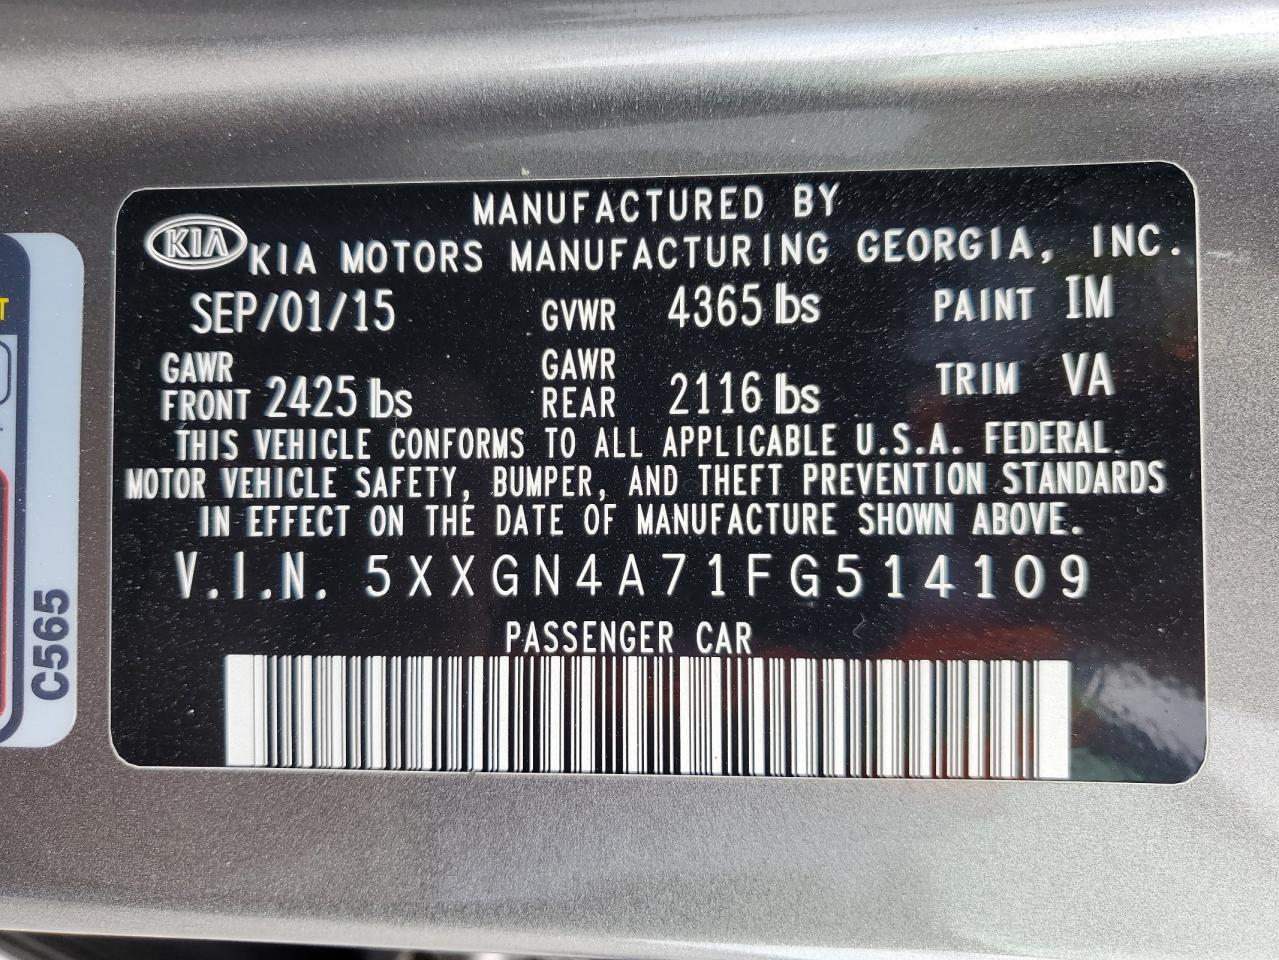 MANUFACTURED BY
KIA
KIA MOTORS MANUFACTURING GEORGIA, INC.
SEP/01/15 GVWR 4365 lbs PAINT IM
GAWR FRONT 2425 lbs GAWR REAR 2116 lbs TRIM VA
THIS VEHICLE CONFORMS TO ALL APPLICABLE U.S.A. FEDERAL
MOTOR VEHICLE SAFETY, BUMPER, AND THEFT PREVENTION STANDARDS
IN EFFECT ON THE DATE OF MANUFACTURE SHOWN ABOVE.
V.I.N. 5XXGN4A71FG514109
PASSENGER CAR
C565